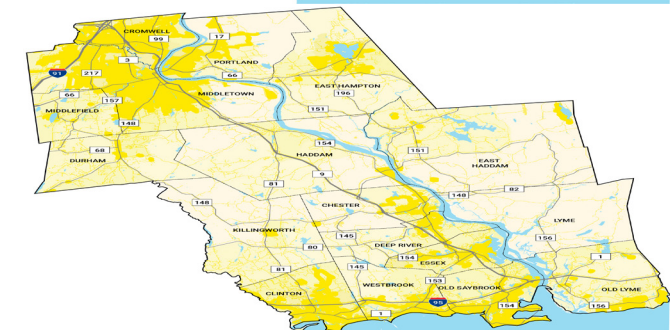 CROMWELL
99
17
3
PORTLAND
91
217
66
EAST HAMPTON
196
66
157
MIDDLETOWN
MIDDLEFIELD
151
148
154
68
151
HADDAM
DURHAM
EAST
HADDAM
9
81
82
148
148
CHESTER
LYME
KILLINGWORTH
145
156
DEEP RIVER
80
154
1
ESSEX
81
145
153
WESTBROOK
OLD SAYBROOK
OLD LYME
CLINTON
95
154
156
1